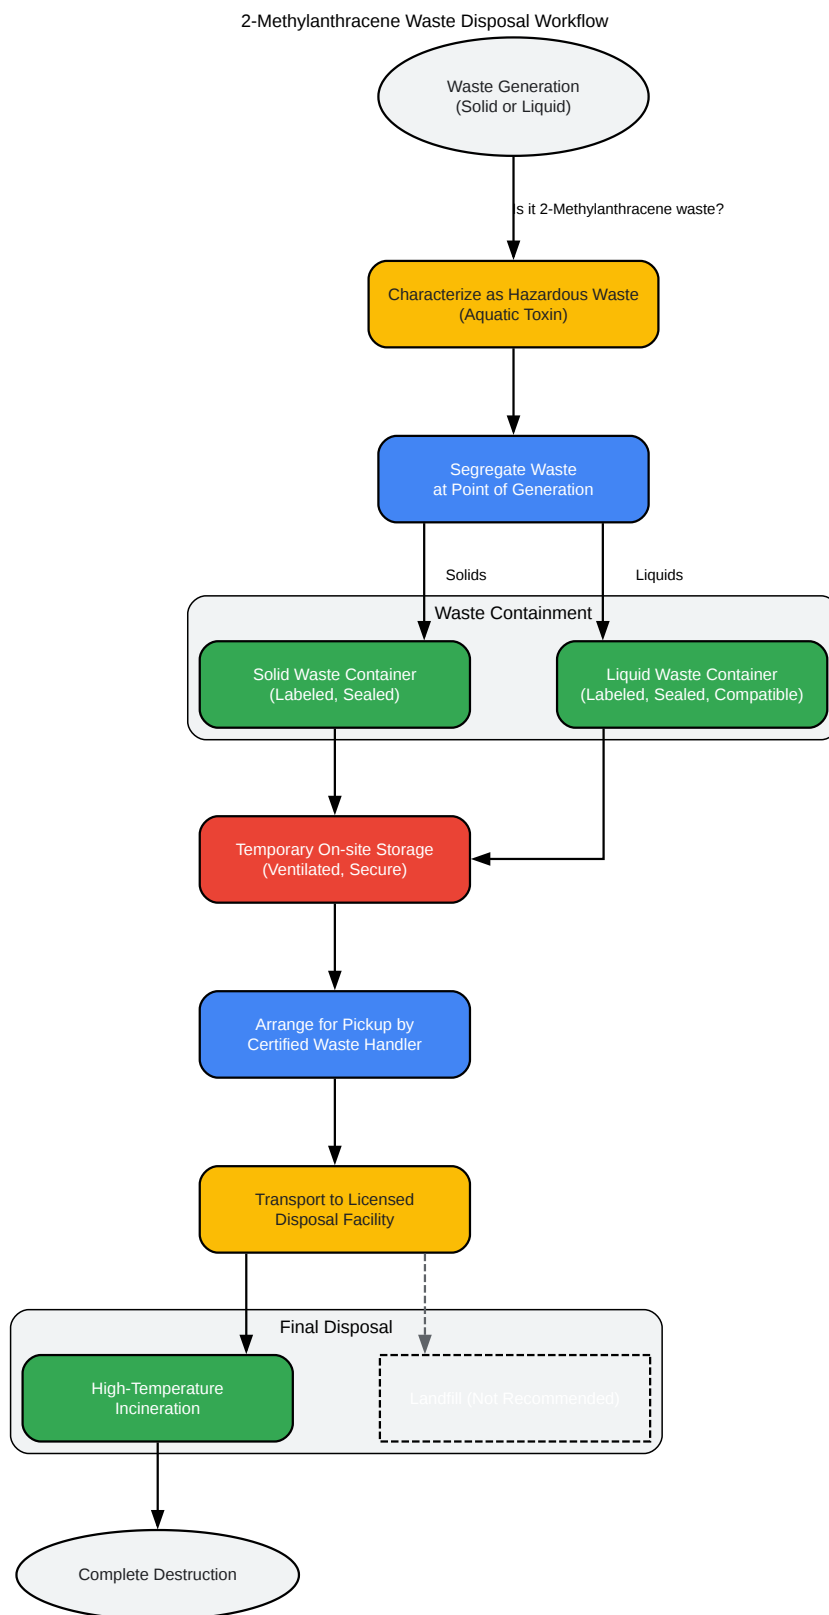 2-Methylanthracene Waste Disposal Workflow
Waste Generation
(Solid or Liquid)
Is it 2-Methylanthracene waste?
Characterize as Hazardous Waste
(Aquatic Toxin)
Segregate Waste
at Point of Generation
Solids
Liquids
Waste Containment
Solid Waste Container
(Labeled, Sealed)
Liquid Waste Container
(Labeled, Sealed, Compatible)
Temporary On-site Storage
(Ventilated, Secure)
Arrange for Pickup by
Certified Waste Handler
Transport to Licensed
Disposal Facility
Final Disposal
High-Temperature
Incineration
Landfill (Not Recommended)
Complete Destruction